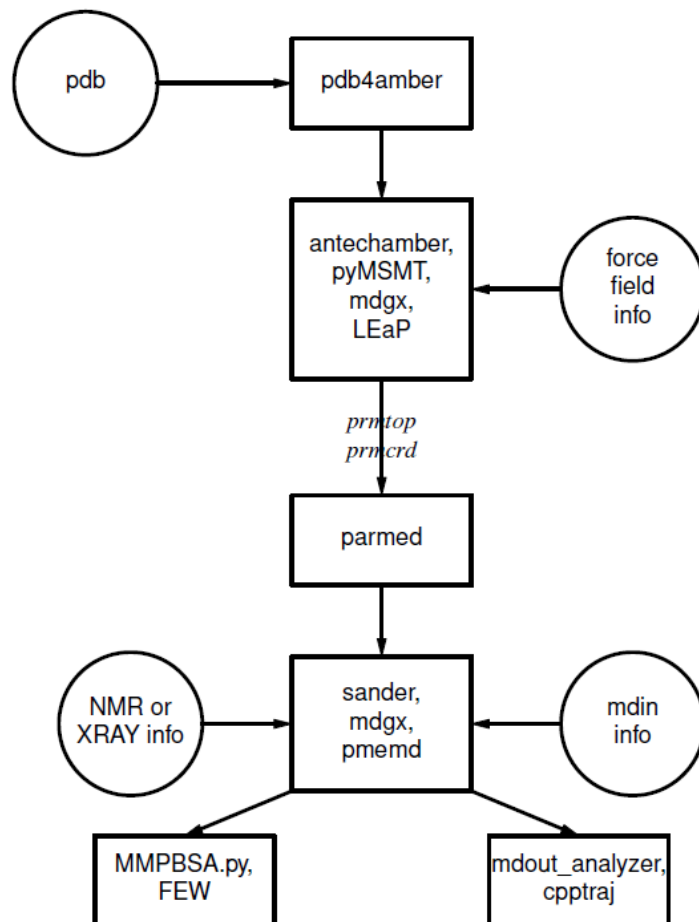 pdb
pdb4amber
antechamber,
pyMSMT,
mdgx,
LEaP
force
field
info
prmtop
prmcrd
parmed
NMR or
XRAY info
sander,
mdgx,
pmemd
mdin
info
MMPBSA.py,
FEW
mdout_analyzer,
cpptraj